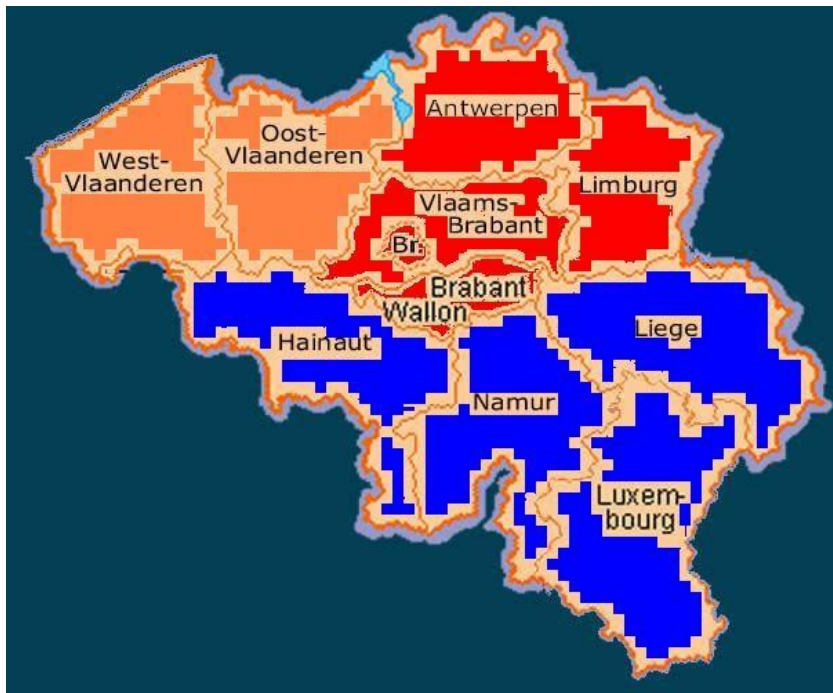 West-
Vlaanderen
Oost-
Vlaanderen
Antwerpen
Limburg
Vlaams-
Brabant
Br.
Brabant
Wallon
Hainaut
Liege
Namur
Luxem-
bourg